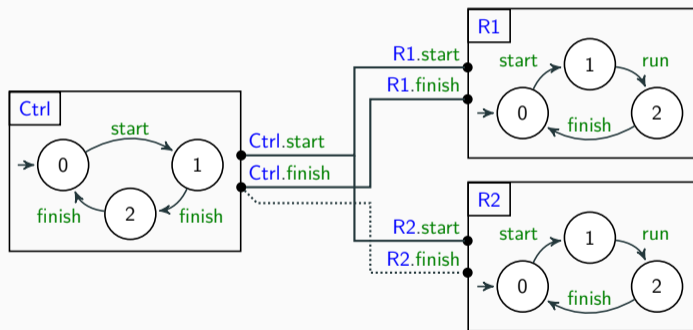 Ctrl
0
start
1
finish
2
finish
Ctrl.start
Ctrl.finish
R1.start
R1.finish
R2.start
R2.finish
R1
start
1
run
0
2
finish
R2
start
1
run
0
2
finish